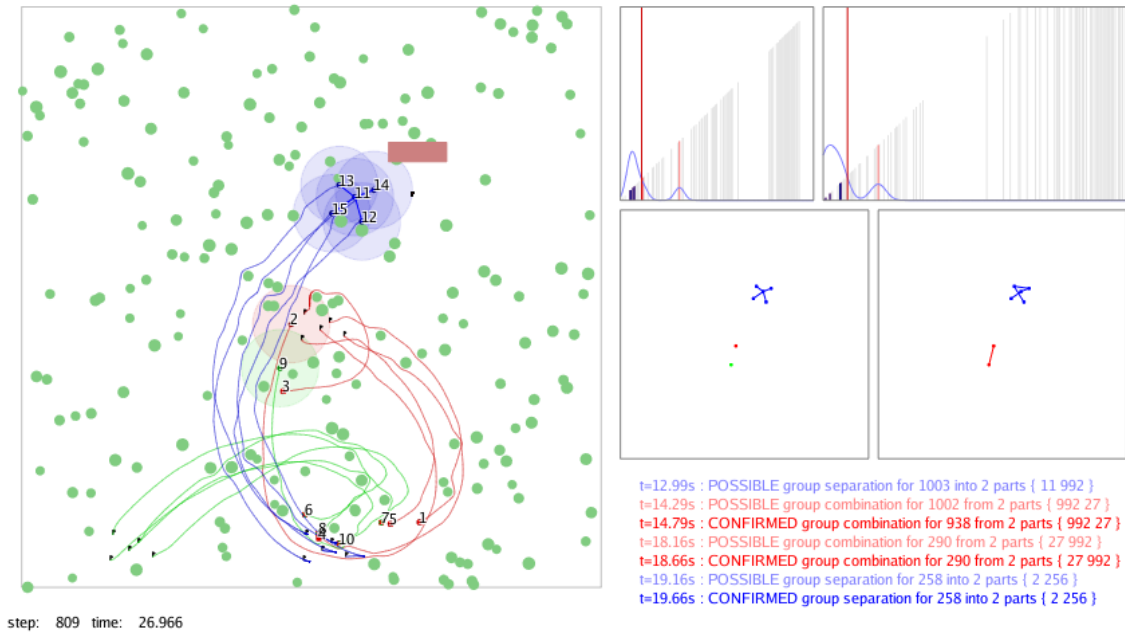 13
14
11
15
12
2
9
3
6
7 5
1
8
4
10
t=12.99s : POSSIBLE group separation for 1003 into 2 parts { 11 992 }
t=14.29s : POSSIBLE group combination for 1002 from 2 parts { 992 27 }
t=14.79s : CONFIRMED group combination for 938 from 2 parts { 992 27 }
t=18.16s : POSSIBLE group combination for 290 from 2 parts { 27 992 }
t=18.66s : CONFIRMED group combination for 290 from 2 parts { 27 992 }
t=19.16s : POSSIBLE group separation for 258 into 2 parts { 2 256 }
t=19.66s : CONFIRMED group separation for 258 into 2 parts { 2 256 }
step: 809 time: 26.966